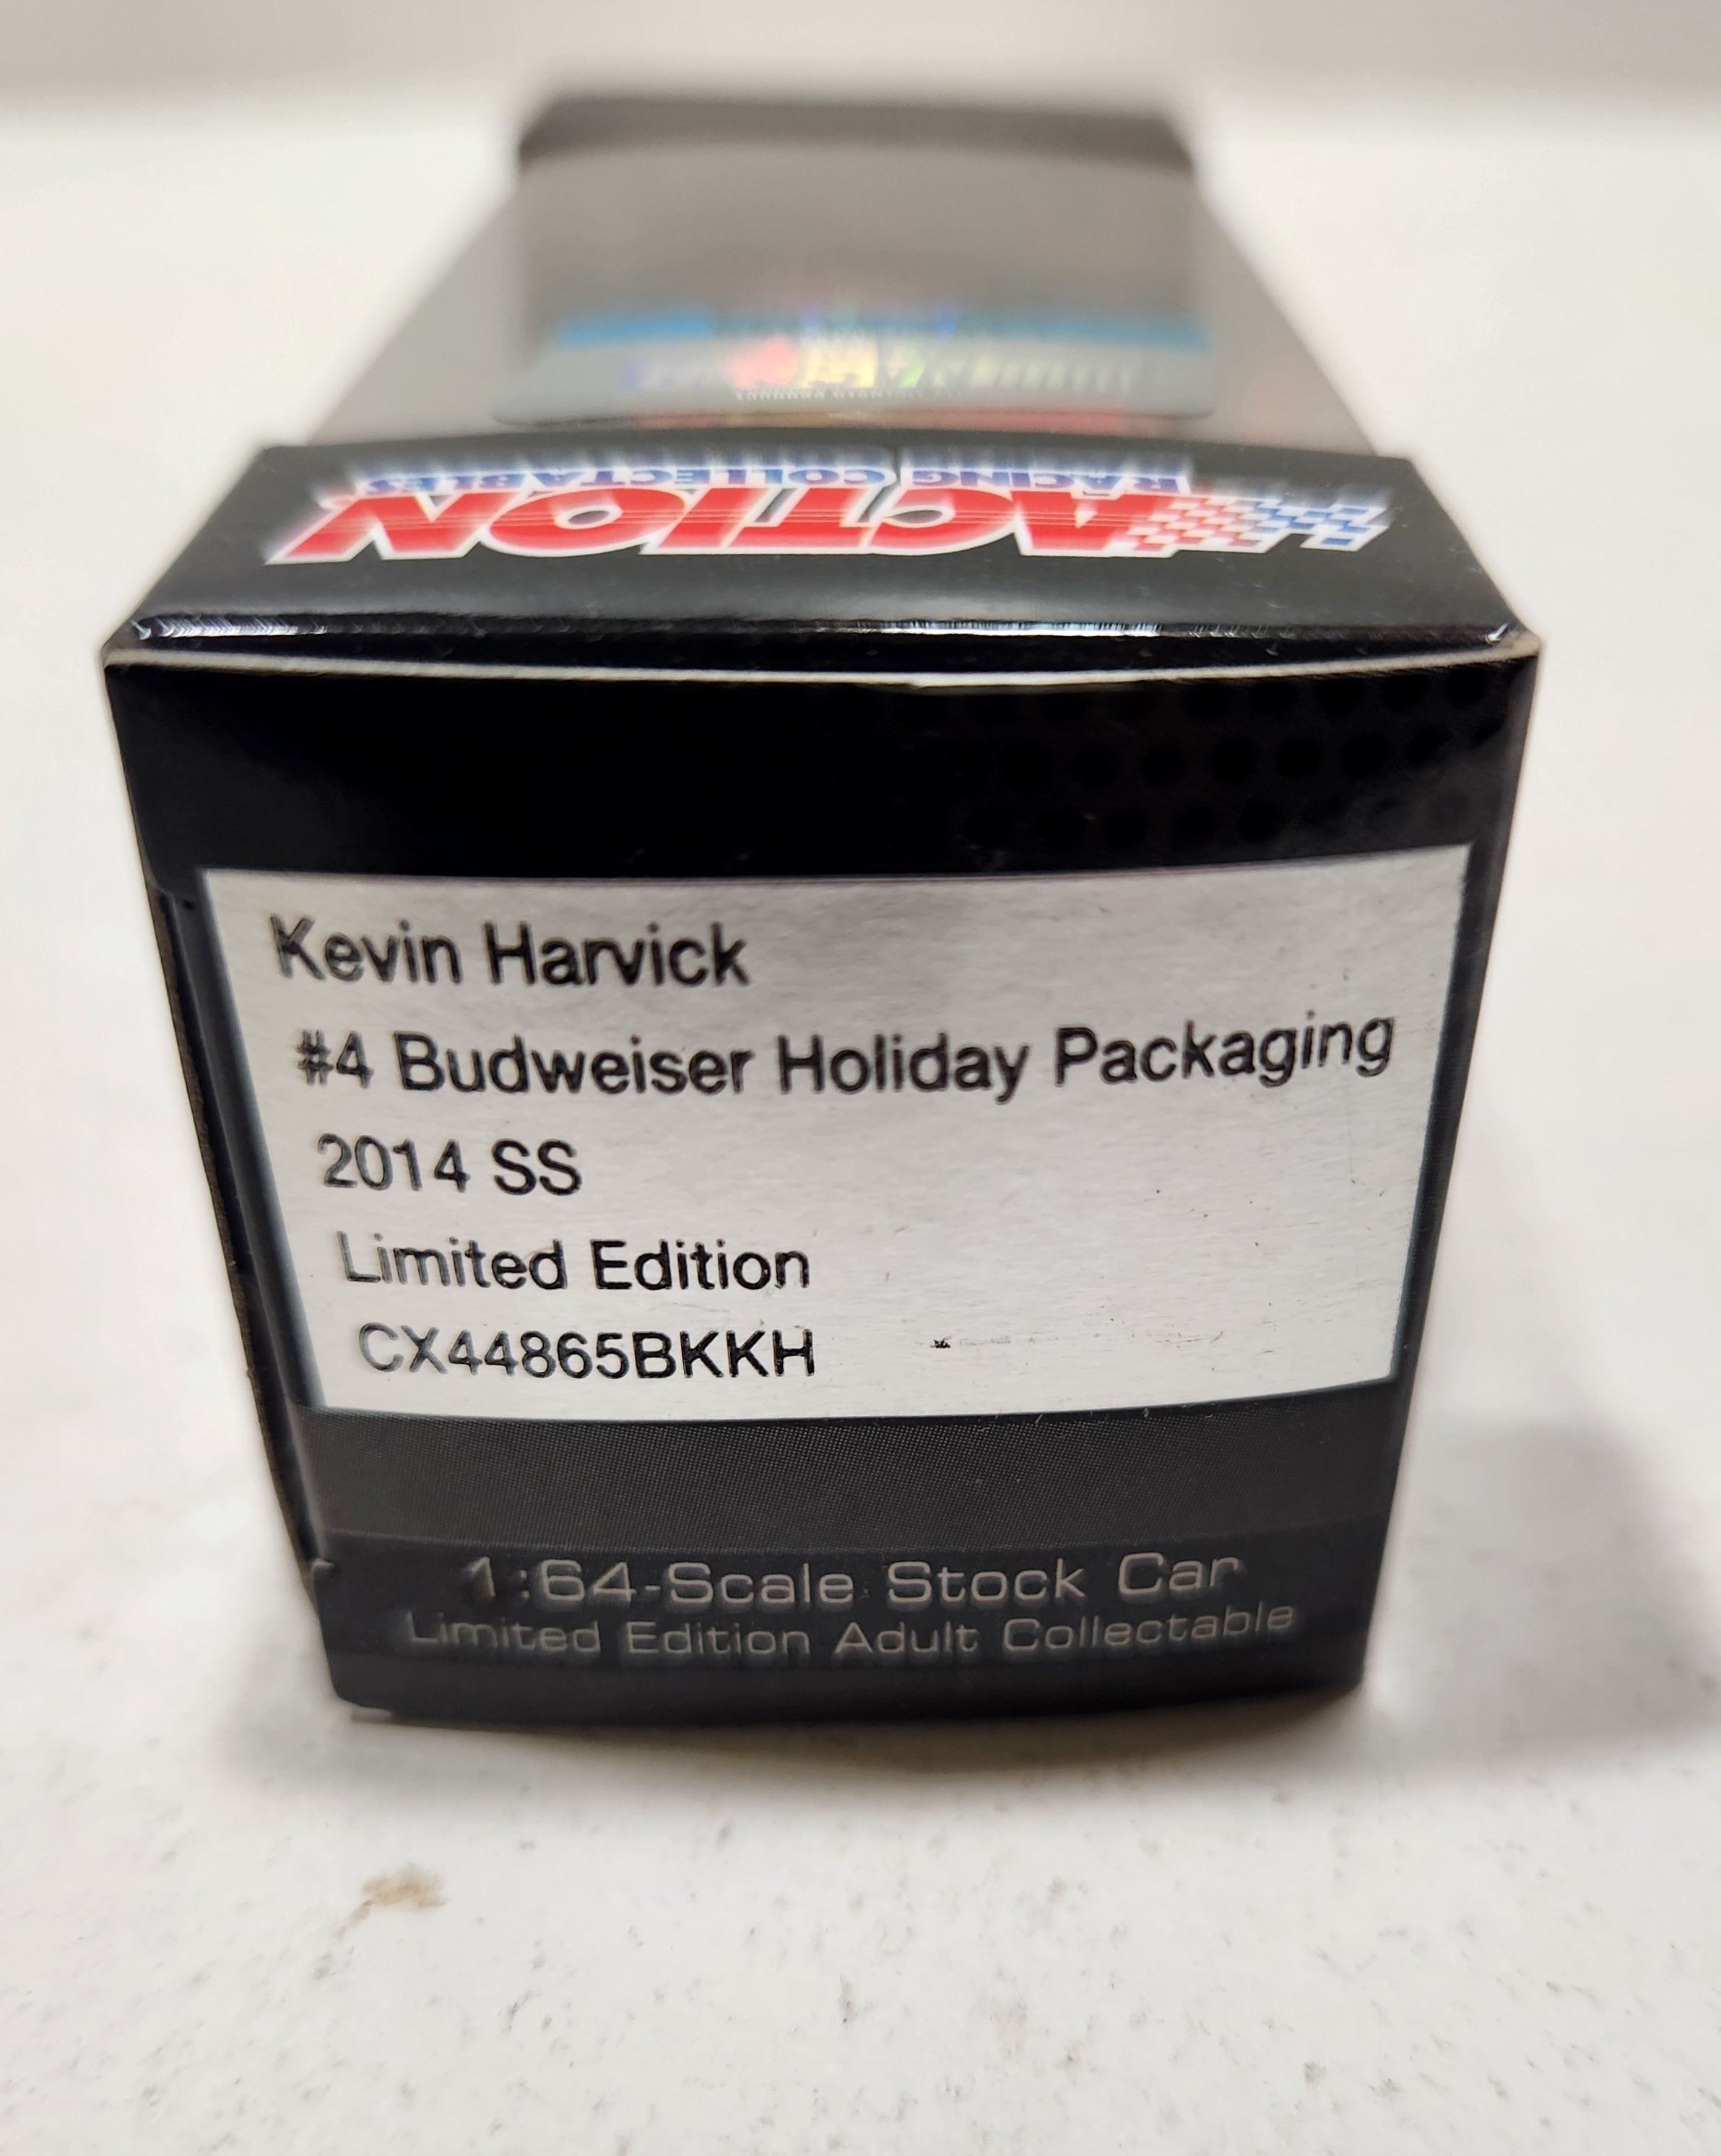 ACTION
RACING COLLECTABLES
Kevin Harvick
#4 Budweiser Holiday Packaging
2014 SS
Limited Edition
CX44865BKKH
1:64-Scale Stock Car
Limited Edition Adult Collectable